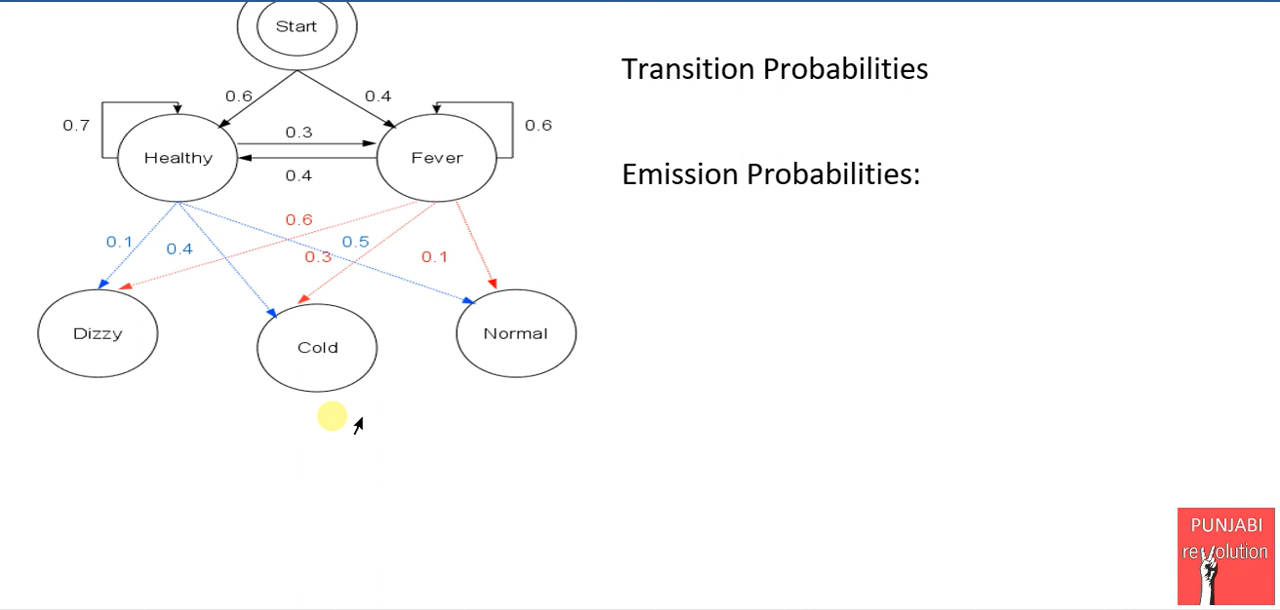 Start
Transition Probabilities
0.6
0.4
0.7
0.3
0.6
Healthy
Fever
0.4
Emission Probabilities:
0.6
0.1
0.4
0.5
0.3
0.1
Dizzy
Cold
Normal
PUNJABI
revolution